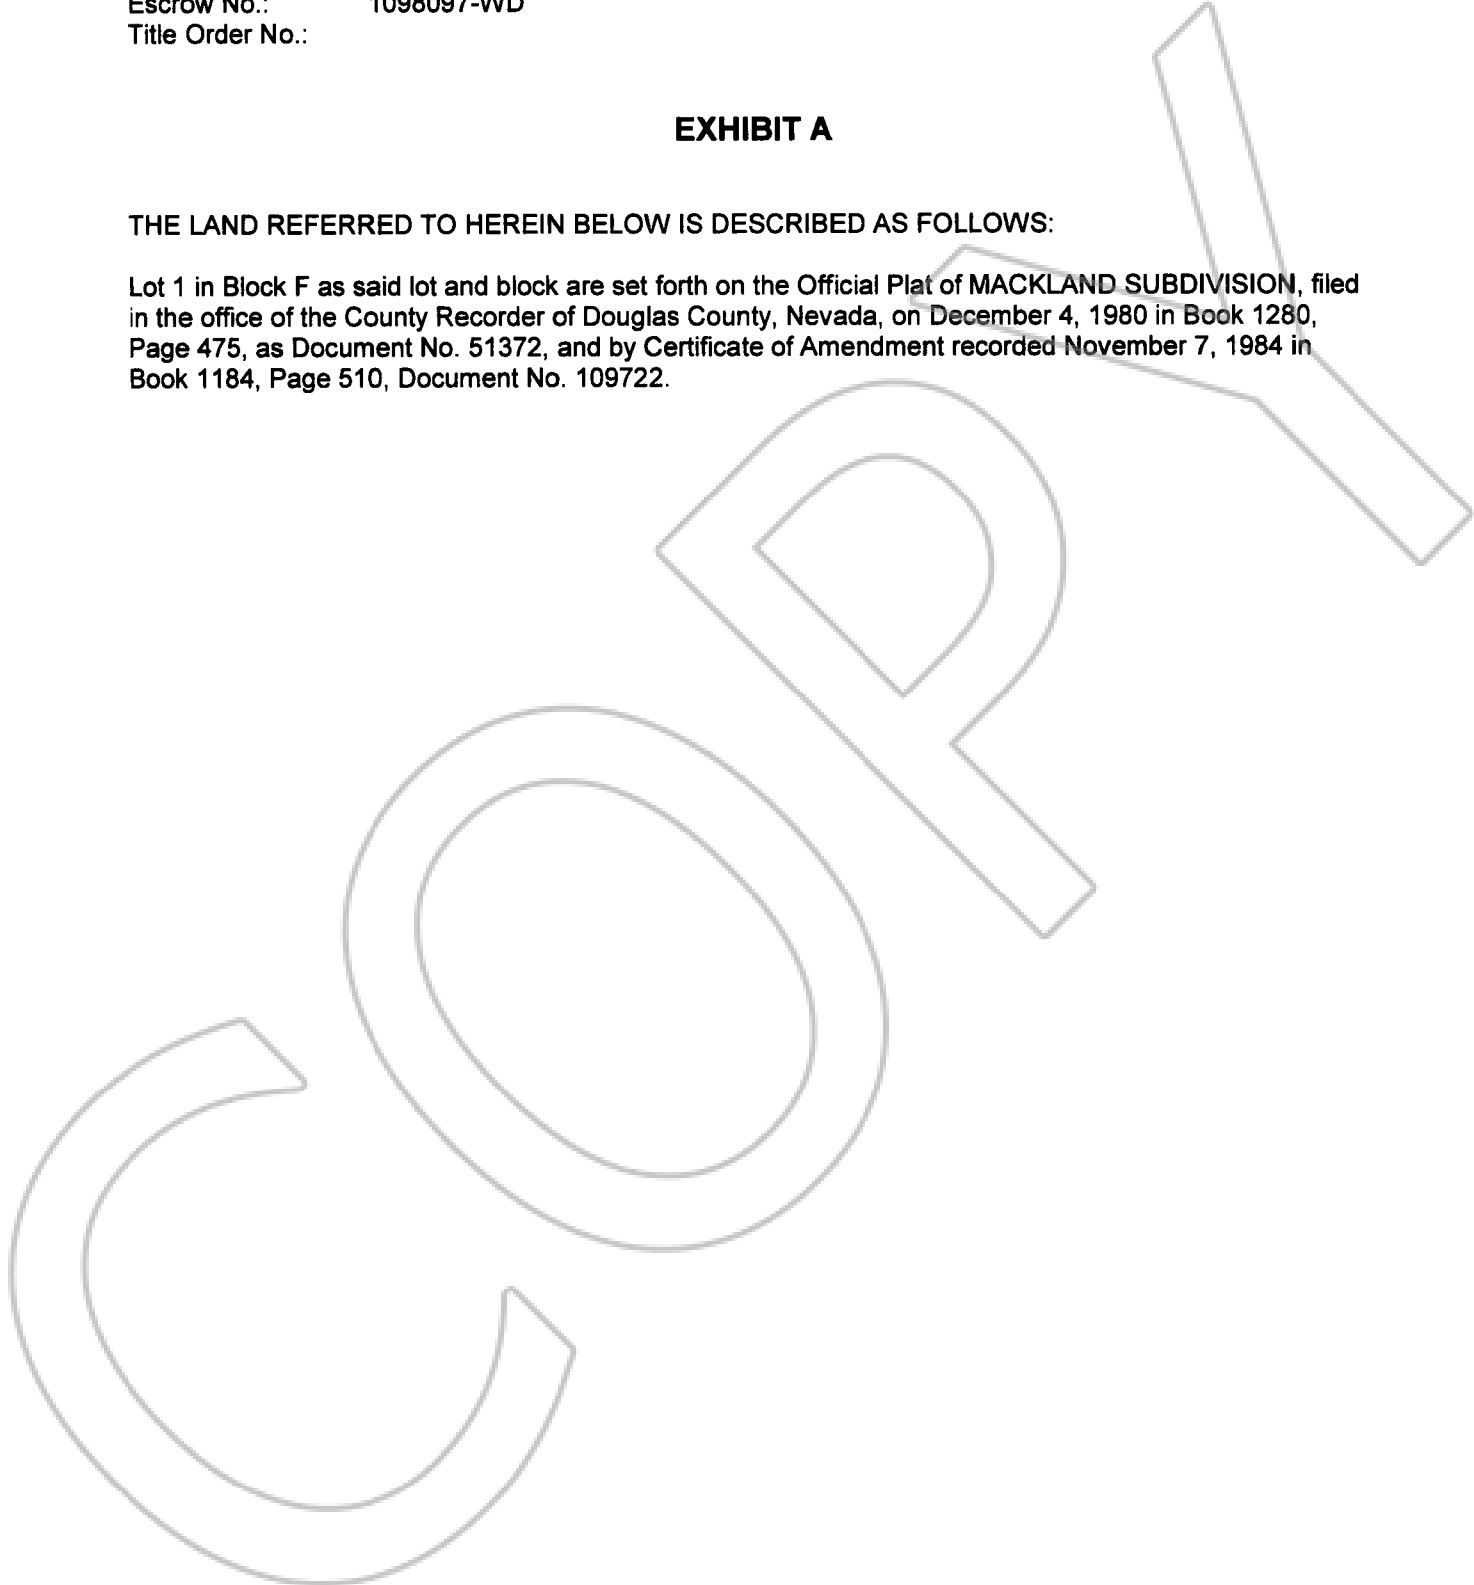 Escrow No.: 1098097-WD
Title Order No.:
EXHIBIT A
THE LAND REFERRED TO HEREIN BELOW IS DESCRIBED AS FOLLOWS:
Lot 1 in Block F as said lot and block are set forth on the Official Plat of MACKLAND SUBDIVISION, filed
in the office of the County Recorder of Douglas County, Nevada, on December 4, 1980 in Book 1280,
Page 475, as Document No. 51372, and by Certificate of Amendment recorded November 7, 1984 in
Book 1184, Page 510, Document No. 109722.
COPY